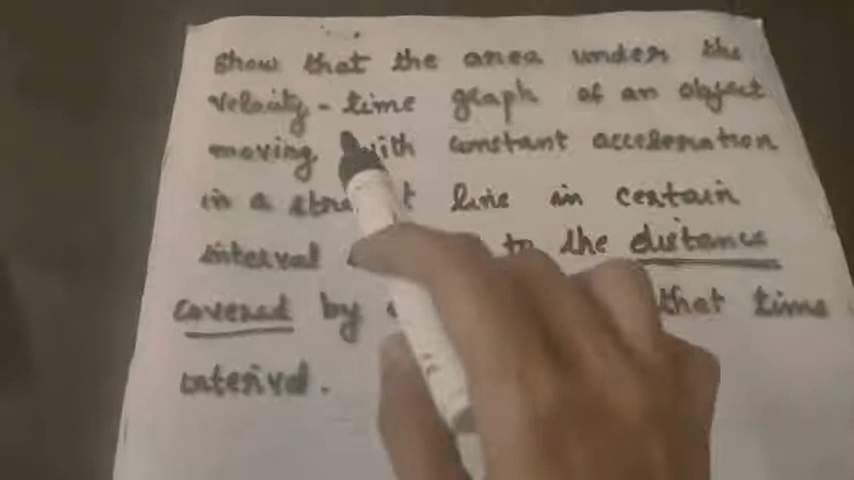 Show that the area under the
velocity - time graph of an object
moving with constant acceleration
in a line in certain
interval to the distance
covered by that time
interval.